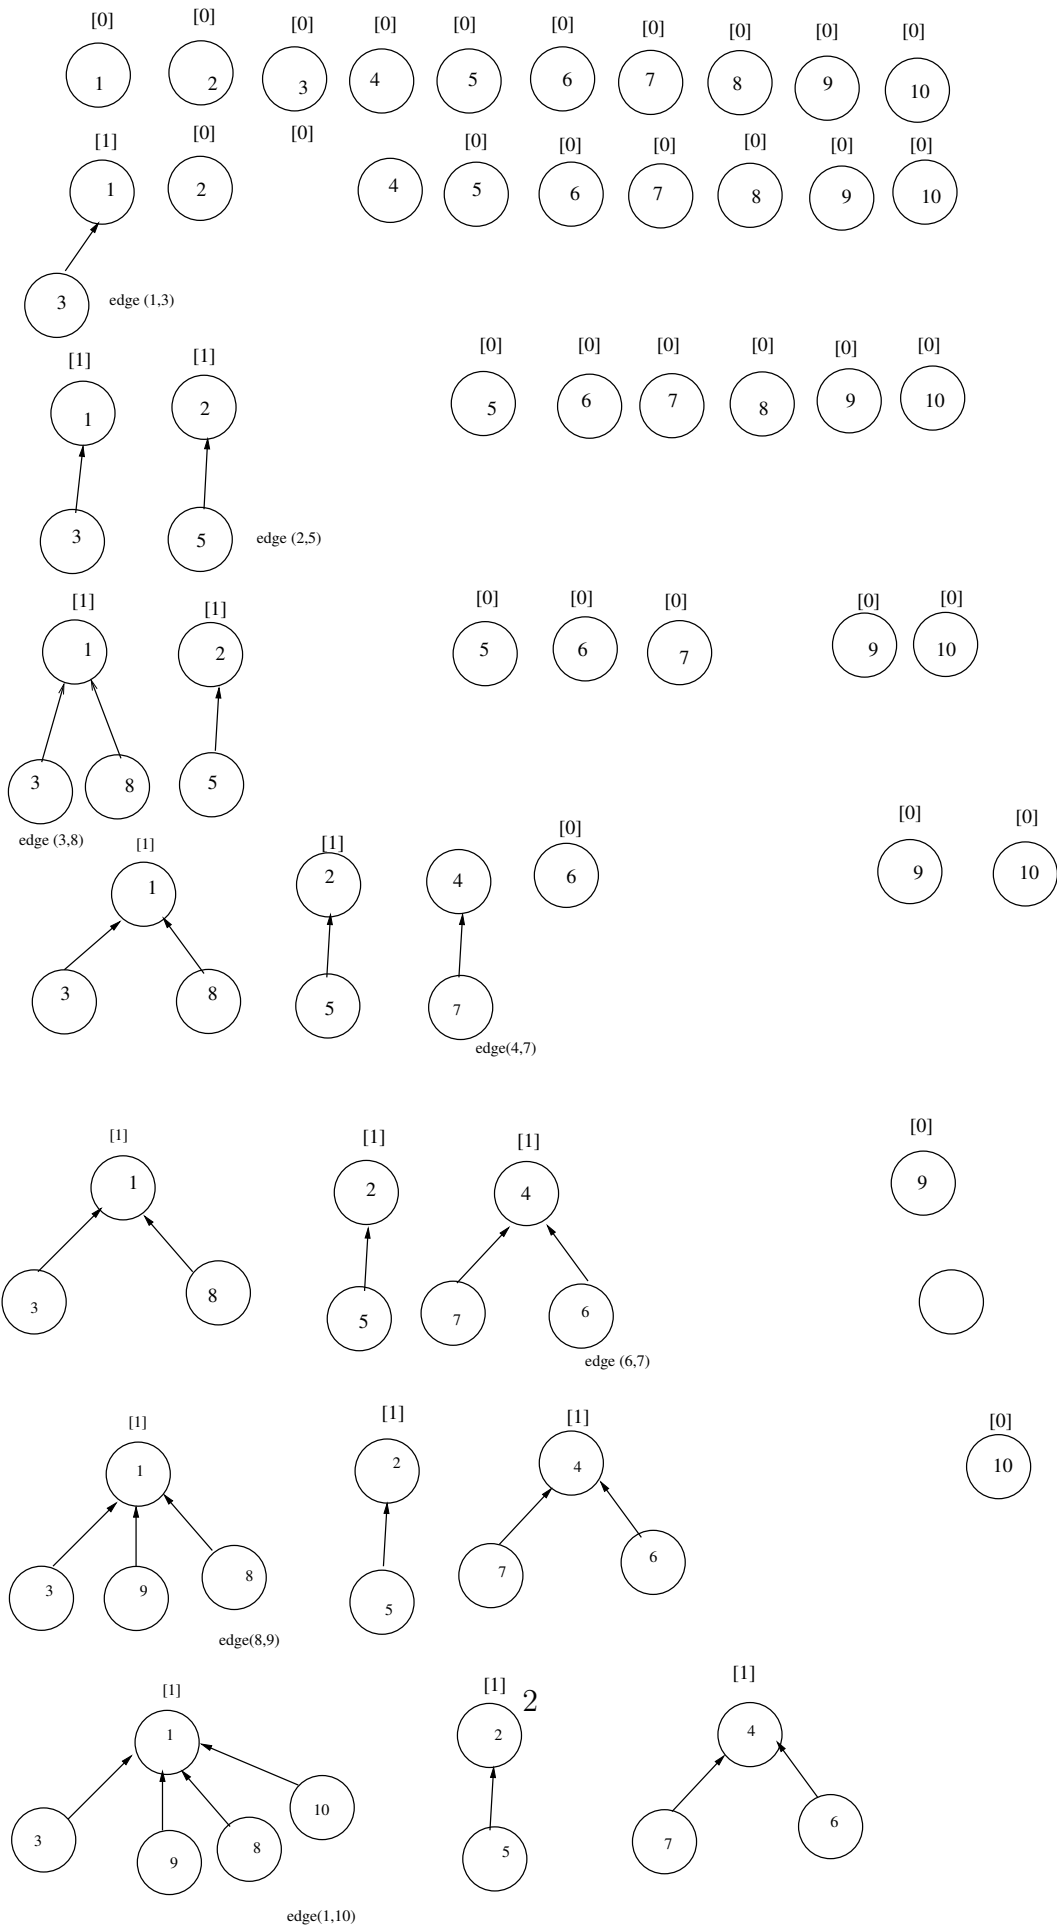 [0] [0] [0] [0] [0] [0] [0] [0] [0] [0]
1 2 3 4 5 6 7 8 9 10
[1] [0] [0] [0] [0] [0] [0] [0] [0]
1 2 4 5 6 7 8 9 10
3 edge (1,3)
[1] [1] [0] [0] [0] [0] [0] [0]
1 2 5 6 7 8 9 10
3 5 edge (2,5)
[1] [1] [0] [0] [0] [0] [0]
1 2 5 6 7 9 10
3 8 5
edge (3,8)
[1] [1] [0] [0] [0]
1 2 4 6 9 10
3 8 5 7
edge(4,7)
[1] [1] [1] [0]
1 2 4 9
3 8 5 7 6
edge (6,7)
[1] [1] [1] [0]
1 2 4 10
3 9 8 5 7 6
edge(8,9)
[1] [1] 2 [1]
1 2 4
3 9 8 10 5 7 6
edge(1,10)